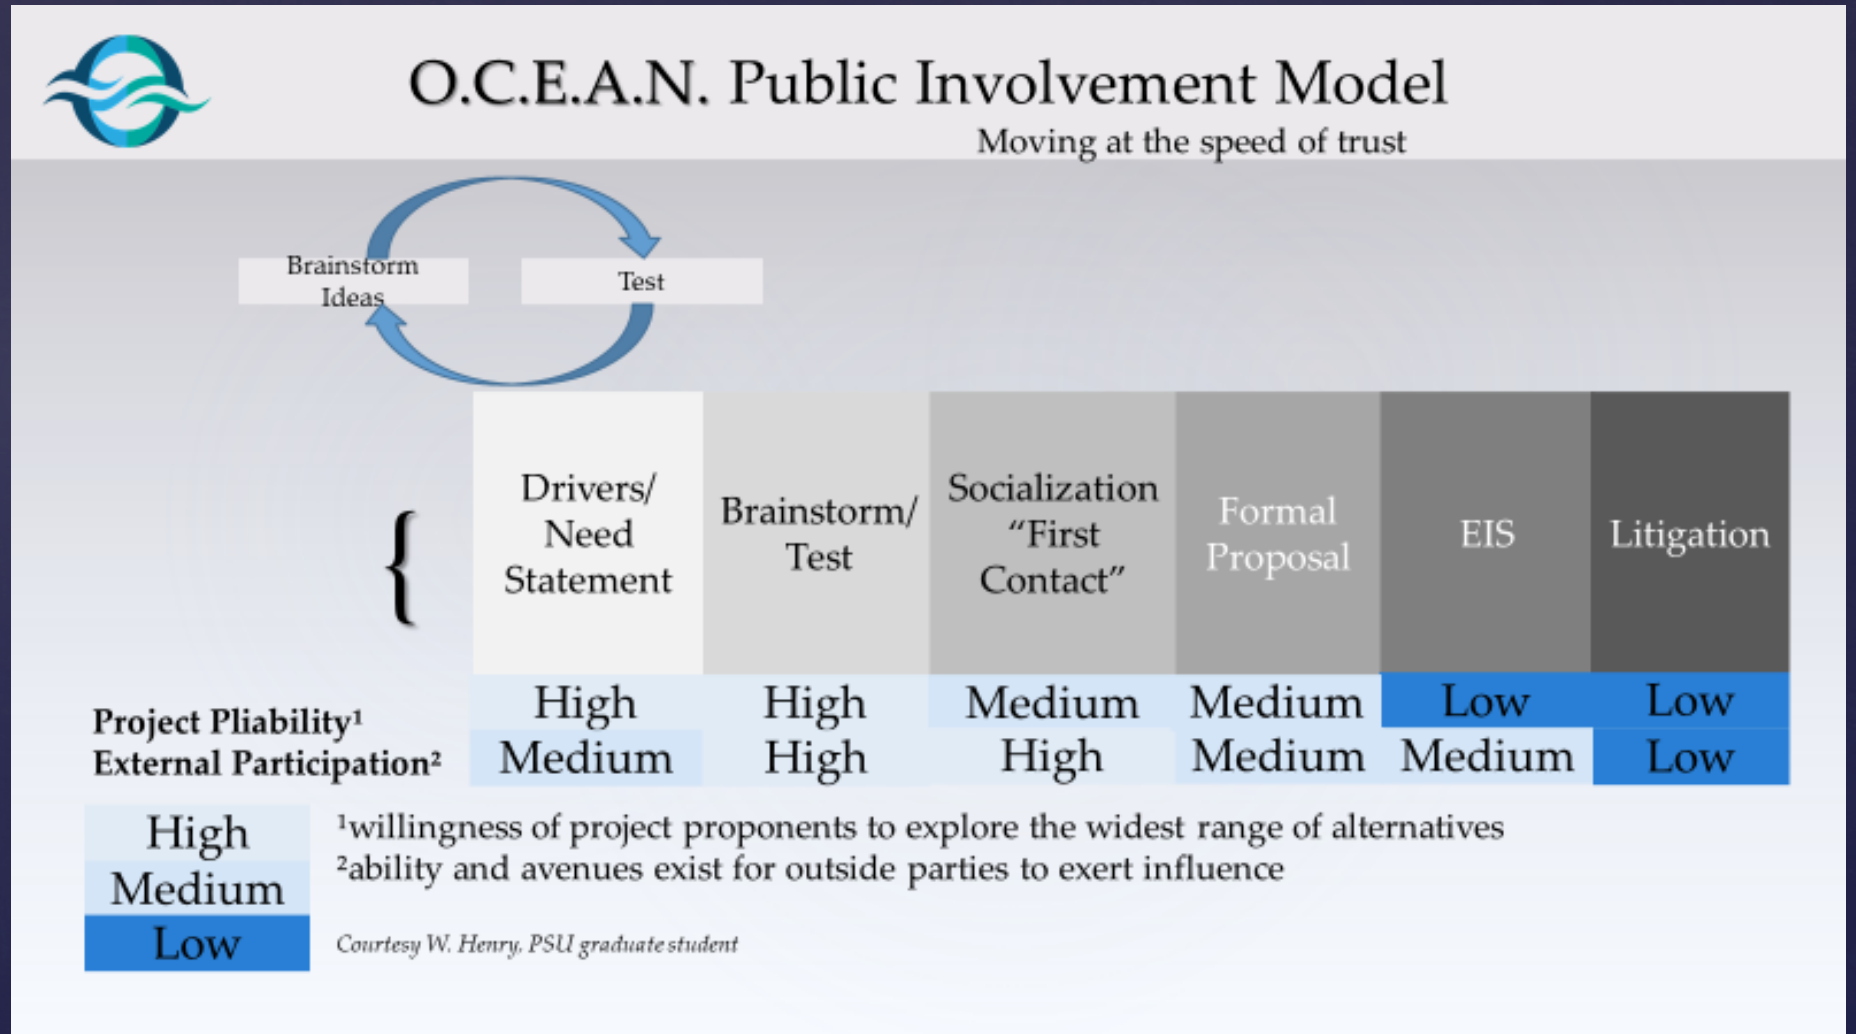 O.C.E.A.N. Public Involvement Model
Moving at the speed of trust
Brainstorm
Ideas
Test
{
Drivers/
Need
Statement
Brainstorm/
Test
Socialization
“First
Contact”
Formal
Proposal
EIS
Litigation
Project Pliability¹
High High Medium Medium Low Low
External Participation²
Medium High High Medium Medium Low
High
Medium
Low
¹willingness of project proponents to explore the widest range of alternatives
²ability and avenues exist for outside parties to exert influence
Courtesy W. Henry, PSU graduate student